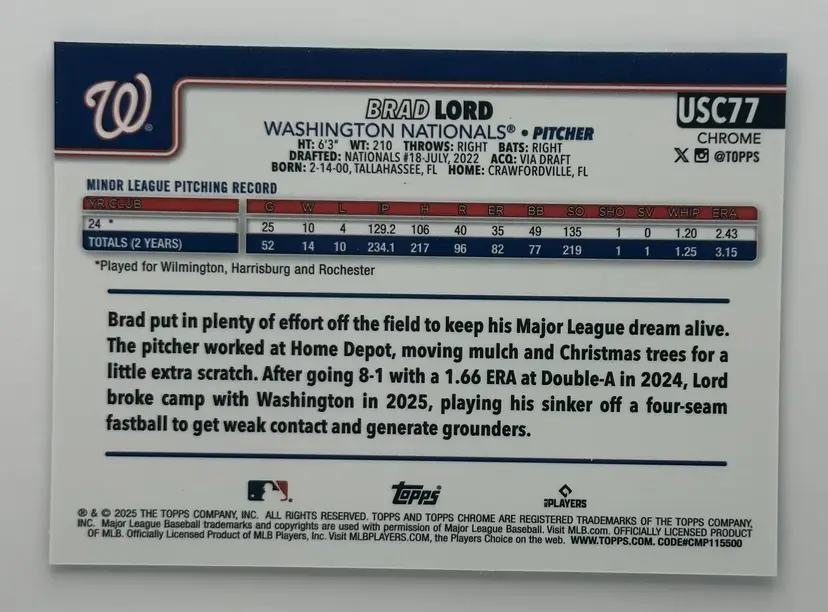 W
BRAD LORD
USC77
WASHINGTON NATIONALS® • PITCHER
CHROME
HT: 6'3" WT: 210 THROWS: RIGHT BATS: RIGHT
DRAFTED: NATIONALS #18-JULY, 2022 ACQ: VIA DRAFT
X @TOPPS
BORN: 2-14-00, TALLAHASSEE, FL HOME: CRAWFORDVILLE, FL
MINOR LEAGUE PITCHING RECORD
YR CLUB G W L IP H R ER BB SO SHO SV WHIP ERA
24 * 25 10 4 129.2 106 40 35 49 135 1 0 1.20 2.43
TOTALS (2 YEARS) 52 14 10 234.1 217 96 82 77 219 1 1 1.25 3.15
*Played for Wilmington, Harrisburg and Rochester
Brad put in plenty of effort off the field to keep his Major League dream alive.
The pitcher worked at Home Depot, moving mulch and Christmas trees for a
little extra scratch. After going 8-1 with a 1.66 ERA at Double-A in 2024, Lord
broke camp with Washington in 2025, playing his sinker off a four-seam
fastball to get weak contact and generate grounders.
Topps®
PLAYERS
® & © 2025 THE TOPPS COMPANY, INC. ALL RIGHTS RESERVED. TOPPS AND TOPPS CHROME ARE REGISTERED TRADEMARKS OF THE TOPPS COMPANY,
INC. Major League Baseball trademarks and copyrights are used with permission of Major League Baseball. Visit MLB.com. OFFICIALLY LICENSED PRODUCT
OF MLB. Officially Licensed Product of MLB Players, Inc. Visit MLBPLAYERS.COM, the Players Choice on the web. WWW.TOPPS.COM. CODE#CMP115500